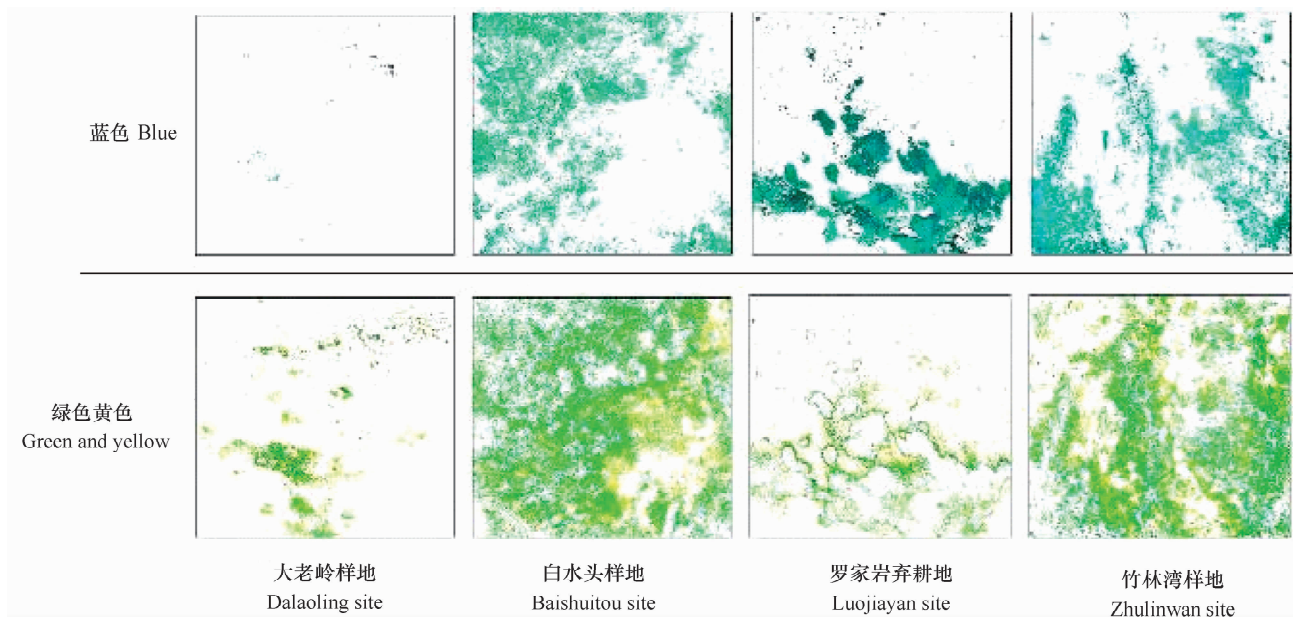 蓝色 Blue
绿色黄色
Green and yellow
大老岭样地
Dalaoling site
白水头样地
Baishuitou site
罗家岩弃耕地
Luojiayan site
竹林湾样地
Zhulinwan site